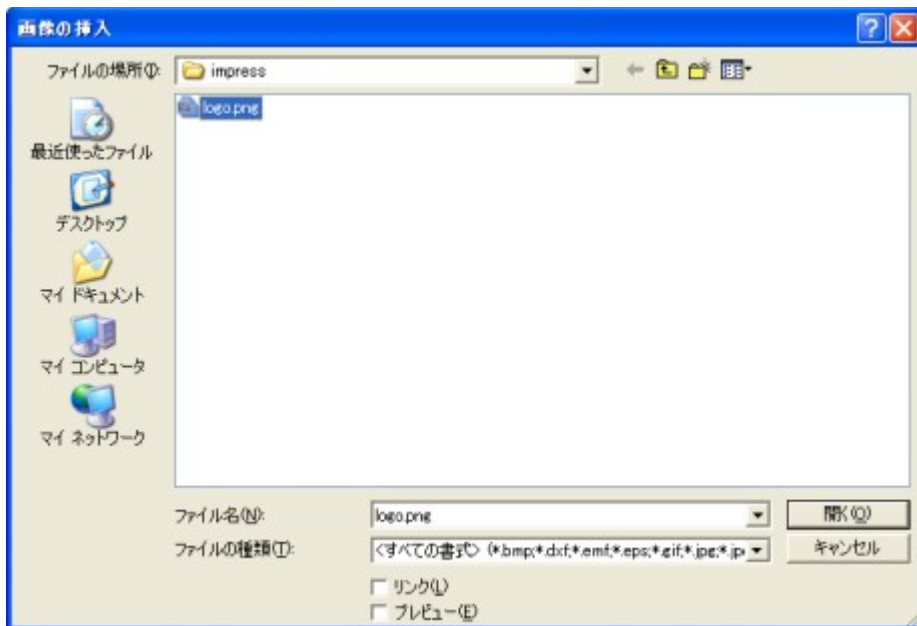 画像の挿入
ファイルの場所(I):
impress
logo.png
最近使ったファイル
デスクトップ
マイ ドキュメント
マイ コンピュータ
マイ ネットワーク
ファイル名(N):
logo.png
開く(O)
ファイルの種類(T):
<すべての書式> (*.bmp;*.dxf;*.emf;*.eps;*.gif;*.jpg;*.jp
キャンセル
リンク(L)
プレビュー(E)